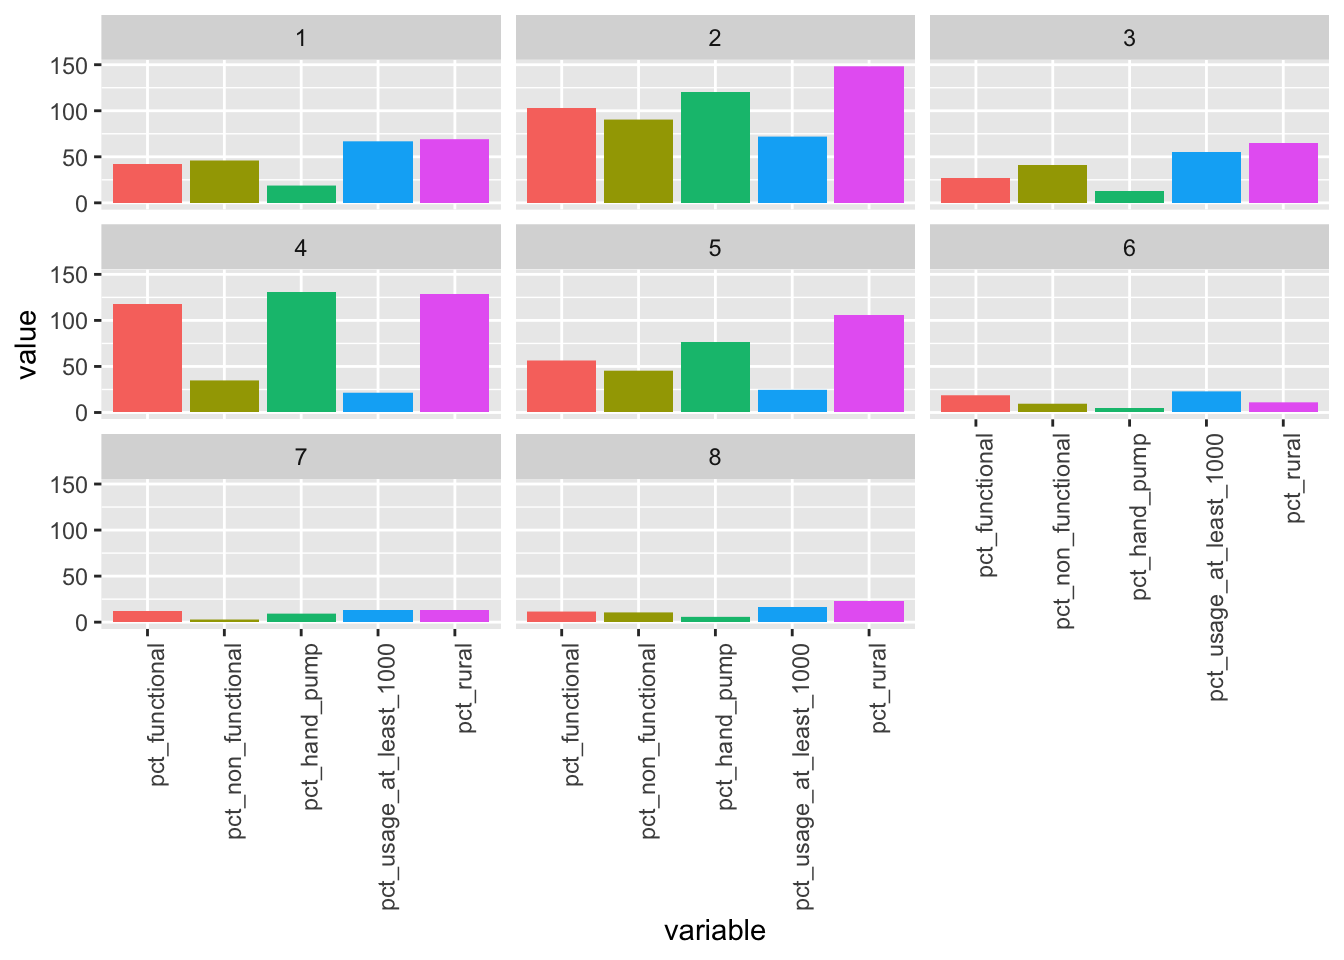 1
2
3
150
100
50
0
4
5
6
150
100
50
0
value
7
8
150
100
50
0
pct_functional
pct_non_functional
pct_hand_pump
pct_usage_at_least_1000
pct_rural
pct_functional
pct_non_functional
pct_hand_pump
pct_usage_at_least_1000
pct_rural
pct_functional
pct_non_functional
pct_hand_pump
pct_usage_at_least_1000
pct_rural
variable